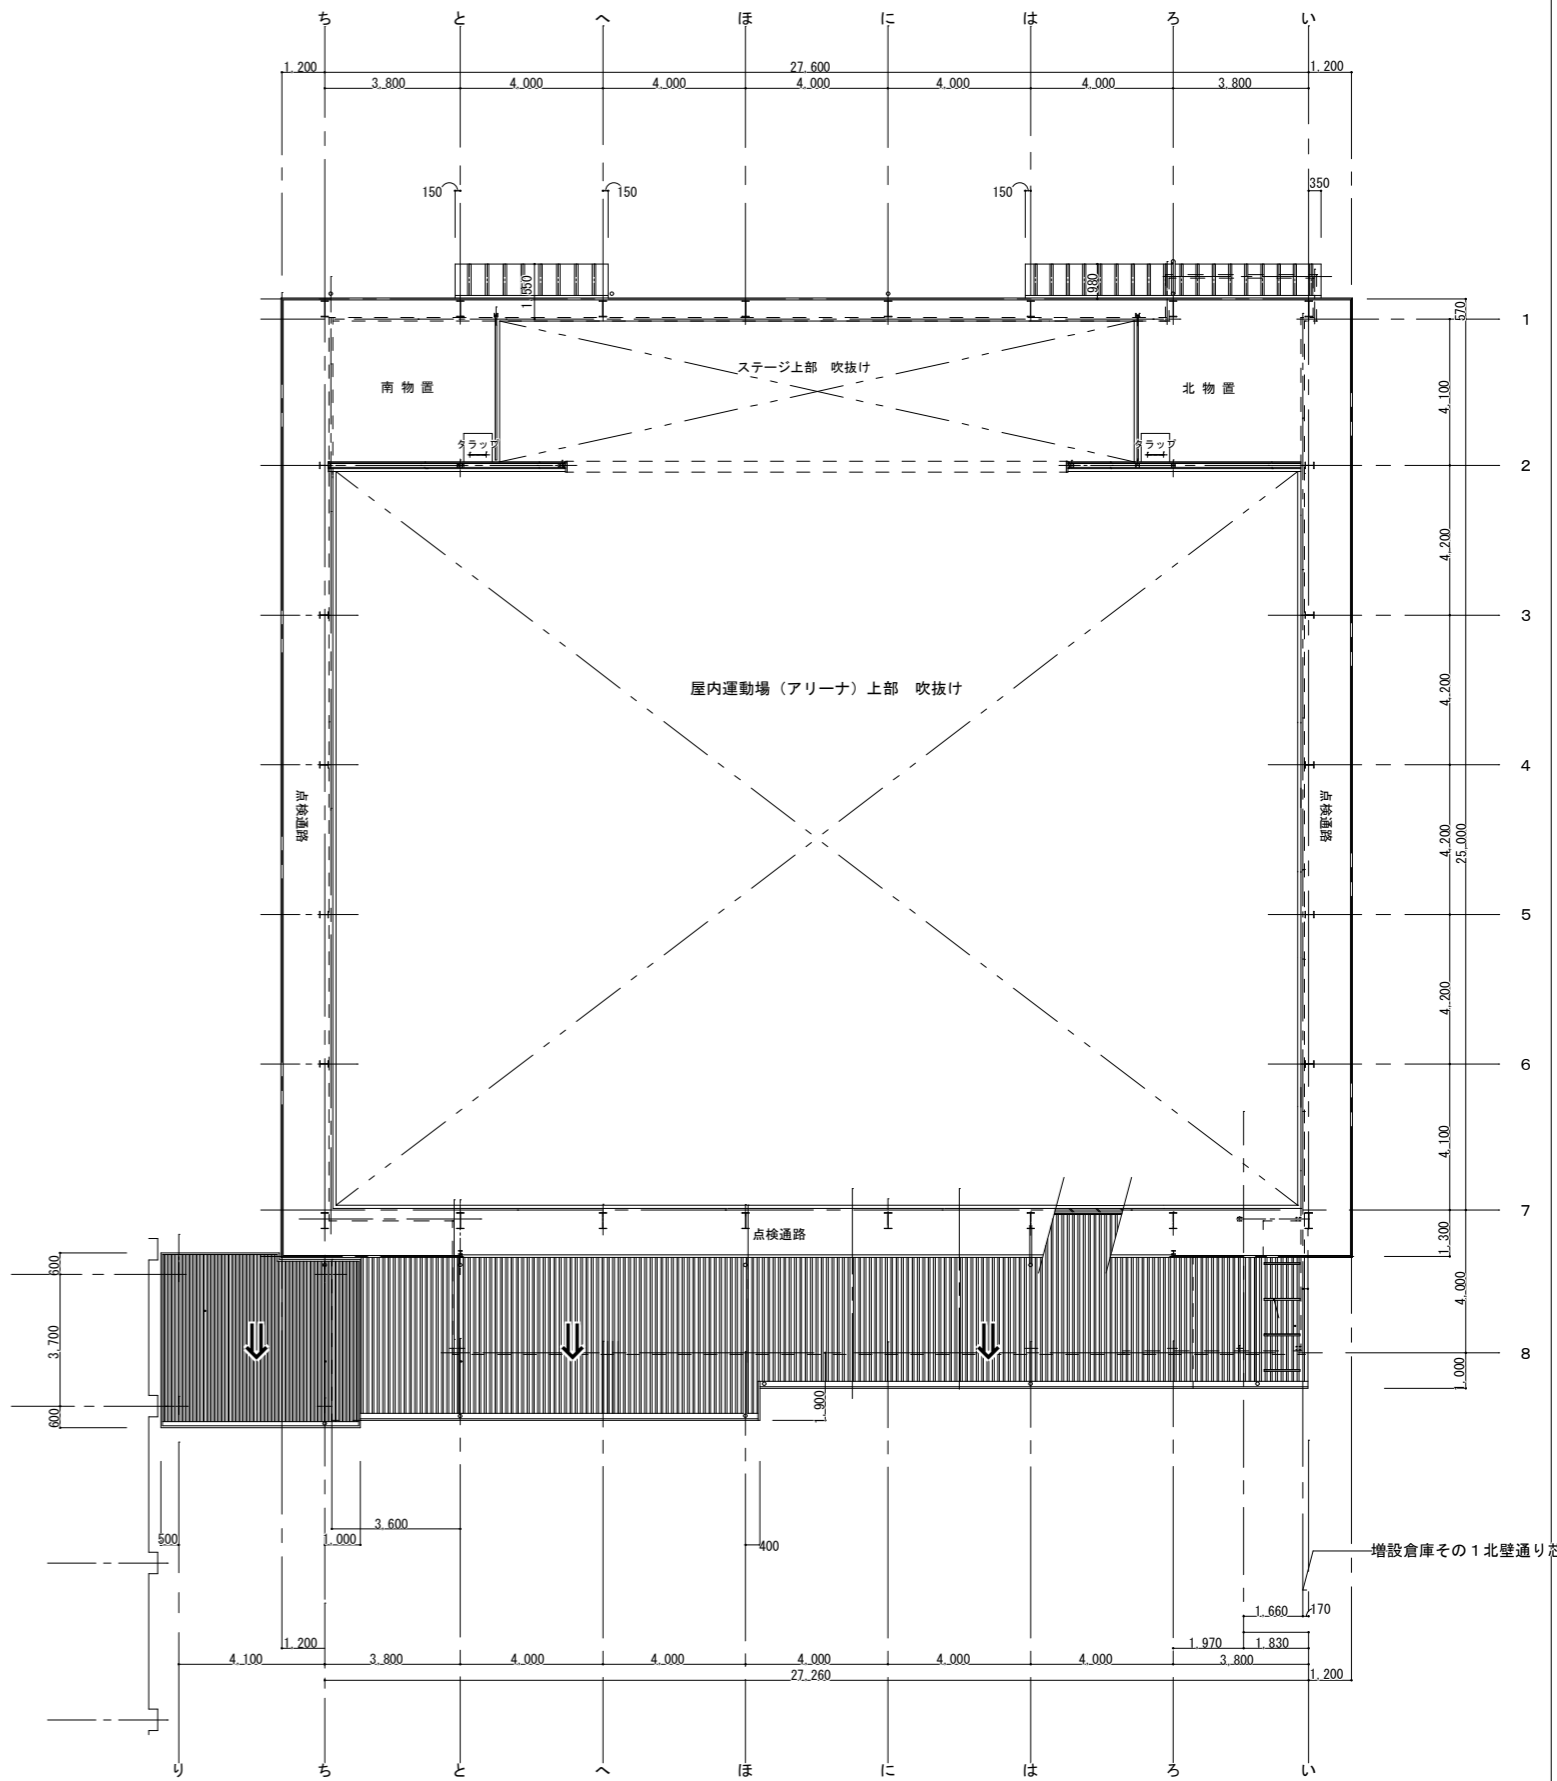 ち と へ ほ に は ろ い
1,200 27,600 1,200
3,800 4,000 4,000 4,000 4,000 4,000 3,800
150 150 150 350
1,550 980 570
1
ステージ上部 吹抜け
南物置 北物置
4,100
タラップ タラップ
2
4,200
3
屋内運動場（アリーナ）上部 吹抜け
4,200
4
点検通路 点検通路
4,200 25,000
5
4,200
6
4,100
7
点検通路
1,300
600
4,000
3,700
8
1,000
1,900
600
3,600
500 1,000 400
増設倉庫その1北壁通り芯
1,660 170
1,200 1,970 1,830
4,100 3,800 4,000 4,000 4,000 4,000 4,000 3,800
27,260 1,200
り ち と へ ほ に は ろ い